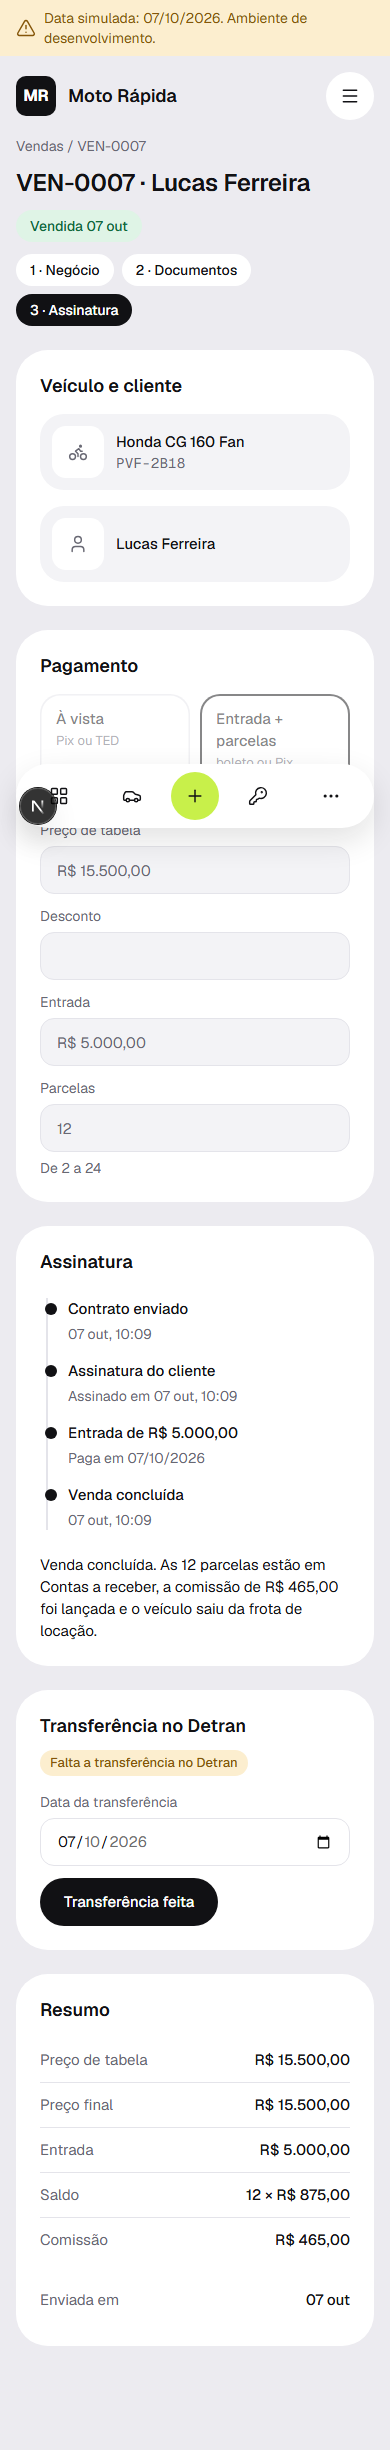 Data simulada: 07/10/2026. Ambiente de
desenvolvimento.
MR Moto Rápida
Vendas / VEN-0007
VEN-0007 · Lucas Ferreira
Vendida 07 out
1 · Negócio 2 · Documentos
3 · Assinatura
Veículo e cliente
Honda CG 160 Fan
PVF-2B18
Lucas Ferreira
Pagamento
À vista
Pix ou TED
Entrada +
parcelas
boleto ou Pix
N
Preço de tabela
R$ 15.500,00
Desconto
Entrada
R$ 5.000,00
Parcelas
12
De 2 a 24
Assinatura
Contrato enviado
07 out, 10:09
Assinatura do cliente
Assinado em 07 out, 10:09
Entrada de R$ 5.000,00
Paga em 07/10/2026
Venda concluída
07 out, 10:09
Venda concluída. As 12 parcelas estão em
Contas a receber, a comissão de R$ 465,00
foi lançada e o veículo saiu da frota de
locação.
Transferência no Detran
Falta a transferência no Detran
Data da transferência
07/10/2026
Transferência feita
Resumo
Preço de tabela R$ 15.500,00
Preço final R$ 15.500,00
Entrada R$ 5.000,00
Saldo 12 × R$ 875,00
Comissão R$ 465,00
Enviada em 07 out